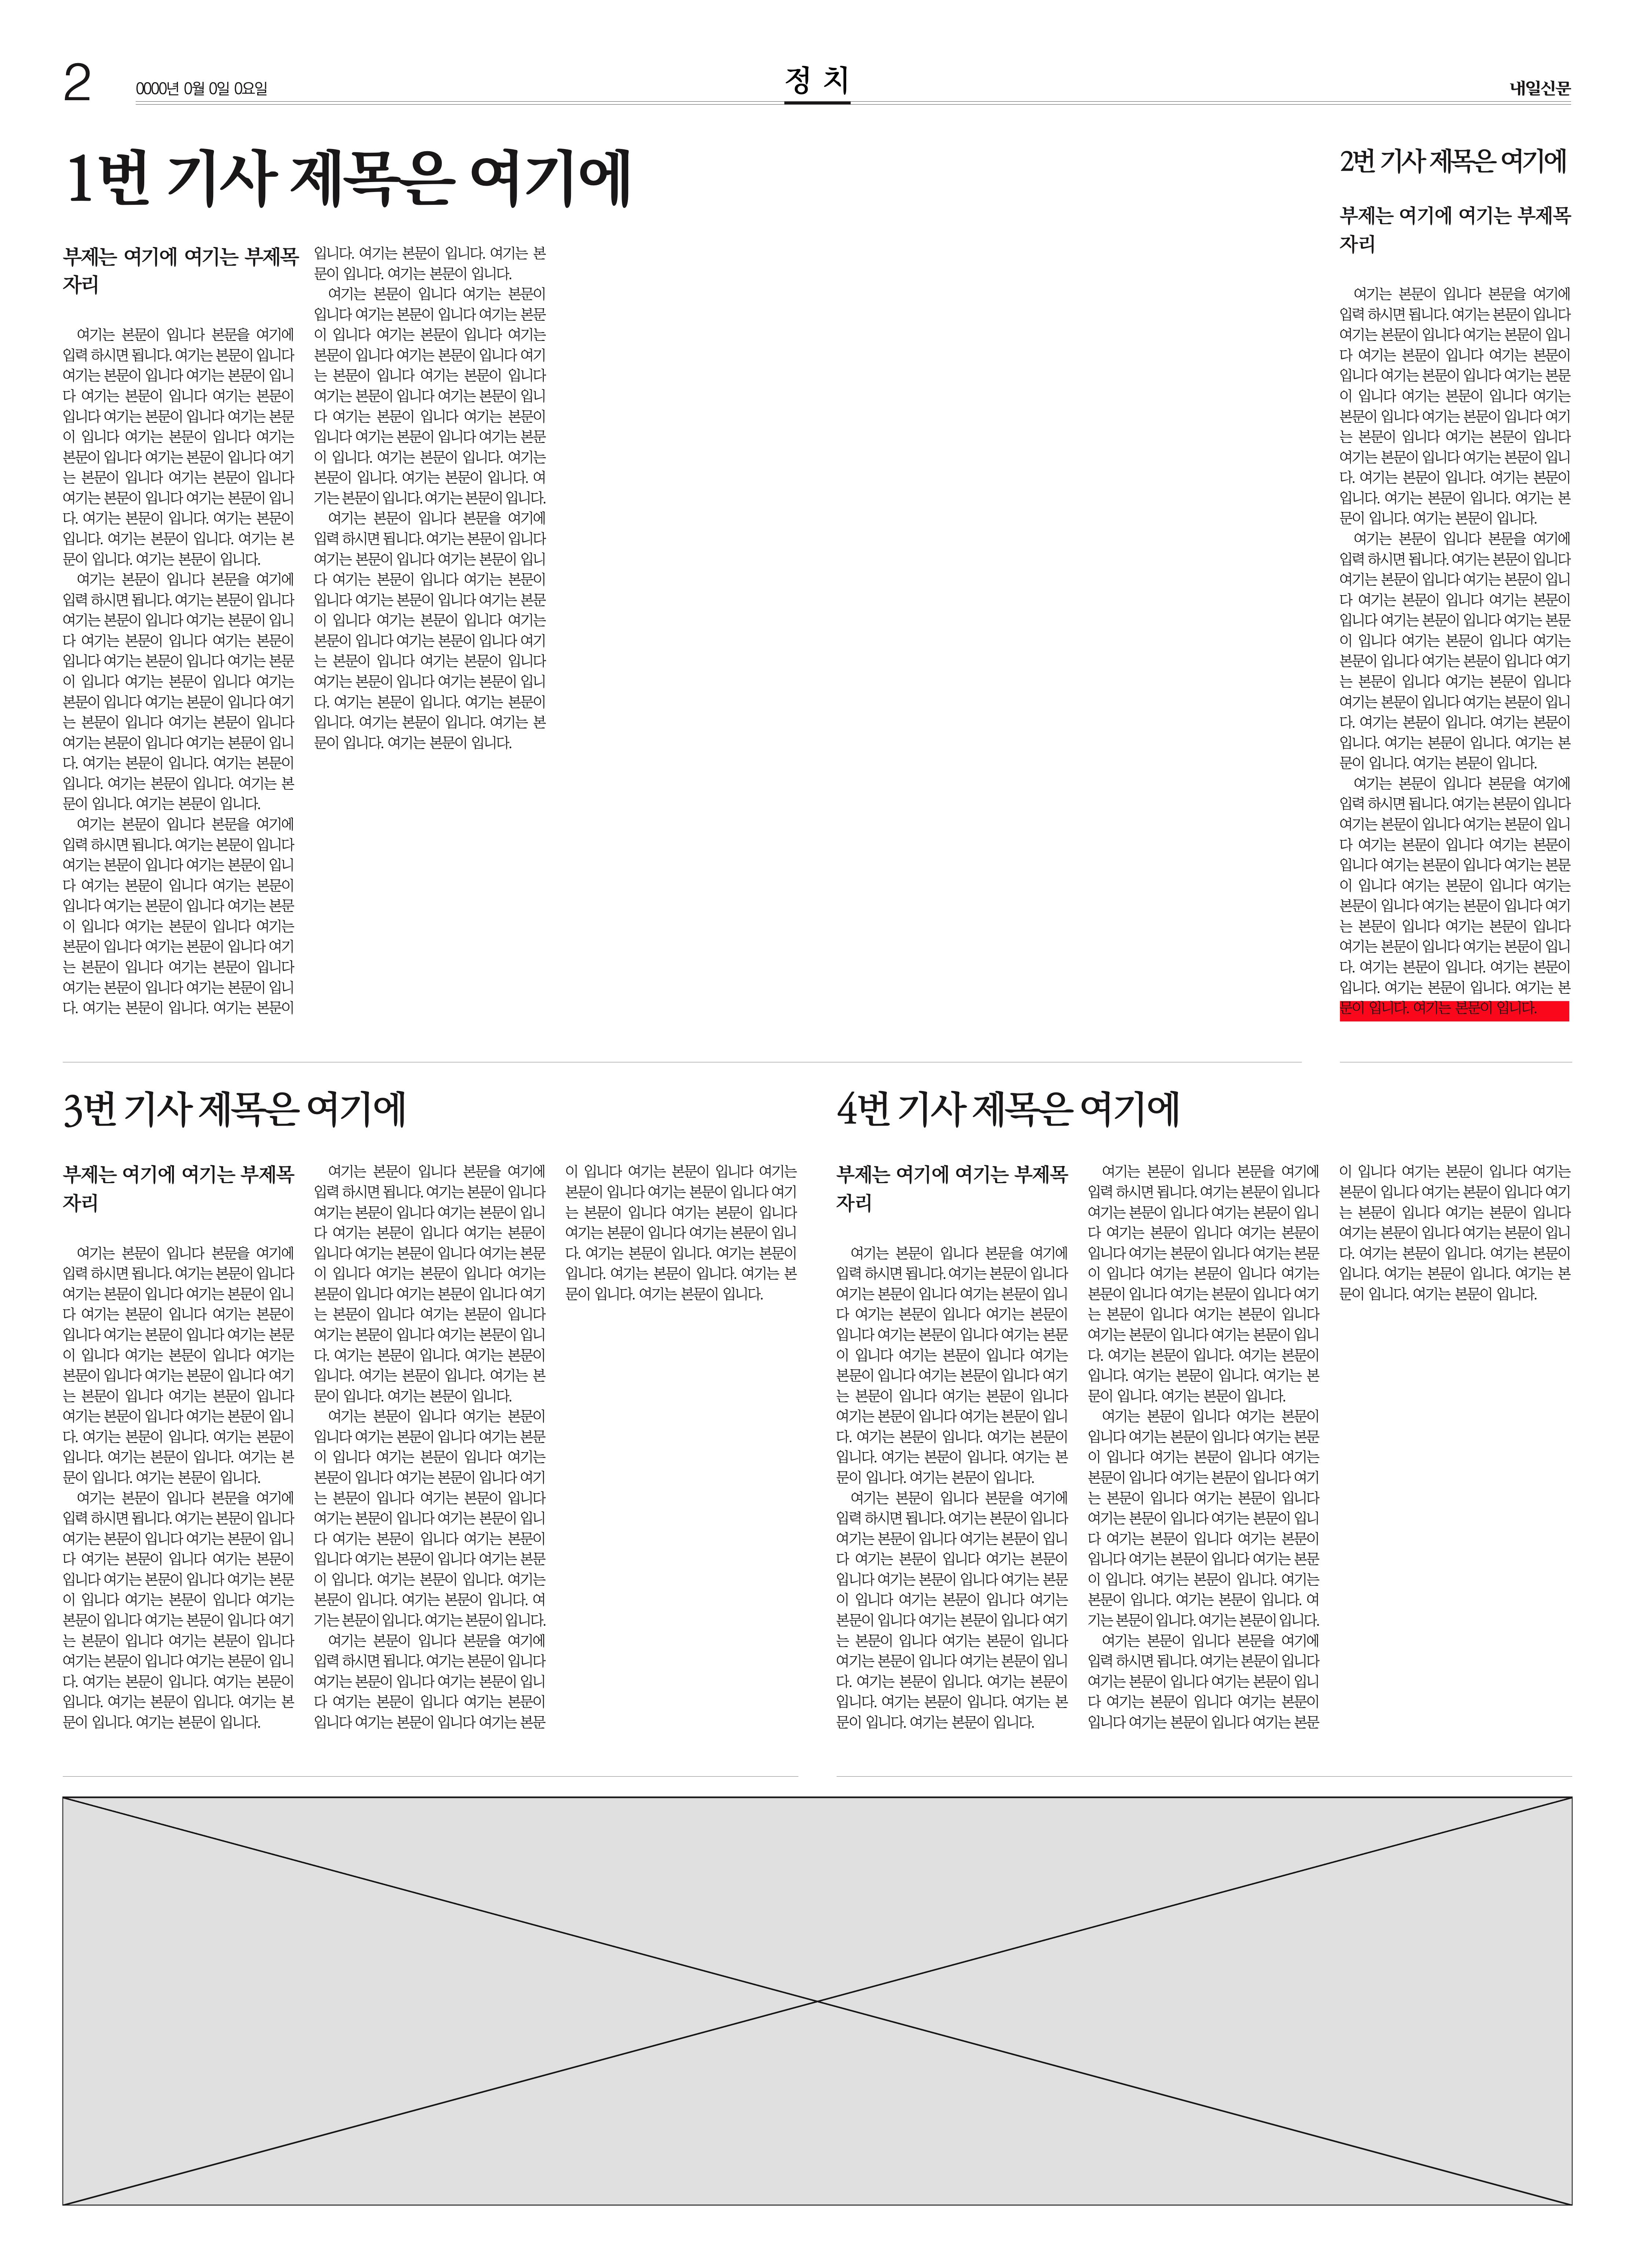 2
0000년 0월 0일 0요일
정 치
내일신문
1번 기사 제목은 여기에
부제는 여기에 여기는 부제목
자리
여기는 본문이 입니다 본문을 여기에
입력 하시면 됩니다. 여기는 본문이 입니다
여기는 본문이 입니다 여기는 본문이 입니
다 여기는 본문이 입니다 여기는 본문이
입니다 여기는 본문이 입니다 여기는 본문
이 입니다 여기는 본문이 입니다 여기는
본문이 입니다 여기는 본문이 입니다 여기
는 본문이 입니다 여기는 본문이 입니다
여기는 본문이 입니다 여기는 본문이 입니
다. 여기는 본문이 입니다. 여기는 본문이
입니다. 여기는 본문이 입니다. 여기는 본
문이 입니다. 여기는 본문이 입니다.
여기는 본문이 입니다 본문을 여기에
입력 하시면 됩니다. 여기는 본문이 입니다
여기는 본문이 입니다 여기는 본문이 입니
다 여기는 본문이 입니다 여기는 본문이
입니다 여기는 본문이 입니다 여기는 본문
이 입니다 여기는 본문이 입니다 여기는
본문이 입니다 여기는 본문이 입니다 여기
는 본문이 입니다 여기는 본문이 입니다
여기는 본문이 입니다 여기는 본문이 입니
다. 여기는 본문이 입니다. 여기는 본문이
입니다. 여기는 본문이 입니다. 여기는 본
문이 입니다. 여기는 본문이 입니다.
여기는 본문이 입니다 본문을 여기에
입력 하시면 됩니다. 여기는 본문이 입니다
여기는 본문이 입니다 여기는 본문이 입니
다 여기는 본문이 입니다 여기는 본문이
입니다 여기는 본문이 입니다 여기는 본문
이 입니다 여기는 본문이 입니다 여기는
본문이 입니다 여기는 본문이 입니다 여기
는 본문이 입니다 여기는 본문이 입니다
여기는 본문이 입니다 여기는 본문이 입니
다. 여기는 본문이 입니다. 여기는 본문이
입니다. 여기는 본문이 입니다. 여기는 본
문이 입니다. 여기는 본문이 입니다.
여기는 본문이 입니다 여기는 본문이
입니다 여기는 본문이 입니다 여기는 본문
이 입니다 여기는 본문이 입니다 여기는
본문이 입니다 여기는 본문이 입니다 여기
는 본문이 입니다 여기는 본문이 입니다
여기는 본문이 입니다 여기는 본문이 입니
다 여기는 본문이 입니다 여기는 본문이
입니다 여기는 본문이 입니다 여기는 본문
이 입니다. 여기는 본문이 입니다. 여기는
본문이 입니다. 여기는 본문이 입니다. 여
기는 본문이 입니다. 여기는 본문이 입니다.
여기는 본문이 입니다 본문을 여기에
입력 하시면 됩니다. 여기는 본문이 입니다
여기는 본문이 입니다 여기는 본문이 입니
다 여기는 본문이 입니다 여기는 본문이
입니다 여기는 본문이 입니다 여기는 본문
이 입니다 여기는 본문이 입니다 여기는
본문이 입니다 여기는 본문이 입니다 여기
는 본문이 입니다 여기는 본문이 입니다
여기는 본문이 입니다 여기는 본문이 입니
다. 여기는 본문이 입니다. 여기는 본문이
입니다. 여기는 본문이 입니다. 여기는 본
문이 입니다. 여기는 본문이 입니다.
2번 기사 제목은 여기에
부제는 여기에 여기는 부제목
자리
여기는 본문이 입니다 본문을 여기에
입력 하시면 됩니다. 여기는 본문이 입니다
여기는 본문이 입니다 여기는 본문이 입니
다 여기는 본문이 입니다 여기는 본문이
입니다 여기는 본문이 입니다 여기는 본문
이 입니다 여기는 본문이 입니다 여기는
본문이 입니다 여기는 본문이 입니다 여기
는 본문이 입니다 여기는 본문이 입니다
여기는 본문이 입니다 여기는 본문이 입니
다. 여기는 본문이 입니다. 여기는 본문이
입니다. 여기는 본문이 입니다. 여기는 본
문이 입니다. 여기는 본문이 입니다.
여기는 본문이 입니다 본문을 여기에
입력 하시면 됩니다. 여기는 본문이 입니다
여기는 본문이 입니다 여기는 본문이 입니
다 여기는 본문이 입니다 여기는 본문이
입니다 여기는 본문이 입니다 여기는 본문
이 입니다 여기는 본문이 입니다 여기는
본문이 입니다 여기는 본문이 입니다 여기
는 본문이 입니다 여기는 본문이 입니다
여기는 본문이 입니다 여기는 본문이 입니
다. 여기는 본문이 입니다. 여기는 본문이
입니다. 여기는 본문이 입니다. 여기는 본
문이 입니다. 여기는 본문이 입니다.
여기는 본문이 입니다 본문을 여기에
입력 하시면 됩니다. 여기는 본문이 입니다
여기는 본문이 입니다 여기는 본문이 입니
다 여기는 본문이 입니다 여기는 본문이
입니다 여기는 본문이 입니다 여기는 본문
이 입니다 여기는 본문이 입니다 여기는
본문이 입니다 여기는 본문이 입니다 여기
는 본문이 입니다 여기는 본문이 입니다
여기는 본문이 입니다 여기는 본문이 입니
다. 여기는 본문이 입니다. 여기는 본문이
입니다. 여기는 본문이 입니다. 여기는 본
문이 입니다. 여기는 본문이 입니다.
3번 기사 제목은 여기에
부제는 여기에 여기는 부제목
자리
여기는 본문이 입니다 본문을 여기에
입력 하시면 됩니다. 여기는 본문이 입니다
여기는 본문이 입니다 여기는 본문이 입니
다 여기는 본문이 입니다 여기는 본문이
입니다 여기는 본문이 입니다 여기는 본문
이 입니다 여기는 본문이 입니다 여기는
본문이 입니다 여기는 본문이 입니다 여기
는 본문이 입니다 여기는 본문이 입니다
여기는 본문이 입니다 여기는 본문이 입니
다. 여기는 본문이 입니다. 여기는 본문이
입니다. 여기는 본문이 입니다. 여기는 본
문이 입니다. 여기는 본문이 입니다.
여기는 본문이 입니다 본문을 여기에
입력 하시면 됩니다. 여기는 본문이 입니다
여기는 본문이 입니다 여기는 본문이 입니
다 여기는 본문이 입니다 여기는 본문이
입니다 여기는 본문이 입니다 여기는 본문
이 입니다 여기는 본문이 입니다 여기는
본문이 입니다 여기는 본문이 입니다 여기
는 본문이 입니다 여기는 본문이 입니다
여기는 본문이 입니다 여기는 본문이 입니
다. 여기는 본문이 입니다. 여기는 본문이
입니다. 여기는 본문이 입니다. 여기는 본
문이 입니다. 여기는 본문이 입니다.
여기는 본문이 입니다 본문을 여기에
입력 하시면 됩니다. 여기는 본문이 입니다
여기는 본문이 입니다 여기는 본문이 입니
다 여기는 본문이 입니다 여기는 본문이
입니다 여기는 본문이 입니다 여기는 본문
이 입니다 여기는 본문이 입니다 여기는
본문이 입니다 여기는 본문이 입니다 여기
는 본문이 입니다 여기는 본문이 입니다
여기는 본문이 입니다 여기는 본문이 입니
다. 여기는 본문이 입니다. 여기는 본문이
입니다. 여기는 본문이 입니다. 여기는 본
문이 입니다. 여기는 본문이 입니다.
여기는 본문이 입니다 여기는 본문이
입니다 여기는 본문이 입니다 여기는 본문
이 입니다 여기는 본문이 입니다 여기는
본문이 입니다 여기는 본문이 입니다 여기
는 본문이 입니다 여기는 본문이 입니다
여기는 본문이 입니다 여기는 본문이 입니
다 여기는 본문이 입니다 여기는 본문이
입니다 여기는 본문이 입니다 여기는 본문
이 입니다. 여기는 본문이 입니다. 여기는
본문이 입니다. 여기는 본문이 입니다. 여
기는 본문이 입니다. 여기는 본문이 입니다.
여기는 본문이 입니다 본문을 여기에
입력 하시면 됩니다. 여기는 본문이 입니다
여기는 본문이 입니다 여기는 본문이 입니
다 여기는 본문이 입니다 여기는 본문이
입니다 여기는 본문이 입니다 여기는 본문
이 입니다 여기는 본문이 입니다 여기는
본문이 입니다 여기는 본문이 입니다 여기
는 본문이 입니다 여기는 본문이 입니다
여기는 본문이 입니다 여기는 본문이 입니
다. 여기는 본문이 입니다. 여기는 본문이
입니다. 여기는 본문이 입니다. 여기는 본
문이 입니다. 여기는 본문이 입니다.
4번 기사 제목은 여기에
부제는 여기에 여기는 부제목
자리
여기는 본문이 입니다 본문을 여기에
입력 하시면 됩니다. 여기는 본문이 입니다
여기는 본문이 입니다 여기는 본문이 입니
다 여기는 본문이 입니다 여기는 본문이
입니다 여기는 본문이 입니다 여기는 본문
이 입니다 여기는 본문이 입니다 여기는
본문이 입니다 여기는 본문이 입니다 여기
는 본문이 입니다 여기는 본문이 입니다
여기는 본문이 입니다 여기는 본문이 입니
다. 여기는 본문이 입니다. 여기는 본문이
입니다. 여기는 본문이 입니다. 여기는 본
문이 입니다. 여기는 본문이 입니다.
여기는 본문이 입니다 본문을 여기에
입력 하시면 됩니다. 여기는 본문이 입니다
여기는 본문이 입니다 여기는 본문이 입니
다 여기는 본문이 입니다 여기는 본문이
입니다 여기는 본문이 입니다 여기는 본문
이 입니다 여기는 본문이 입니다 여기는
본문이 입니다 여기는 본문이 입니다 여기
는 본문이 입니다 여기는 본문이 입니다
여기는 본문이 입니다 여기는 본문이 입니
다. 여기는 본문이 입니다. 여기는 본문이
입니다. 여기는 본문이 입니다. 여기는 본
문이 입니다. 여기는 본문이 입니다.
여기는 본문이 입니다 본문을 여기에
입력 하시면 됩니다. 여기는 본문이 입니다
여기는 본문이 입니다 여기는 본문이 입니
다 여기는 본문이 입니다 여기는 본문이
입니다 여기는 본문이 입니다 여기는 본문
이 입니다 여기는 본문이 입니다 여기는
본문이 입니다 여기는 본문이 입니다 여기
는 본문이 입니다 여기는 본문이 입니다
여기는 본문이 입니다 여기는 본문이 입니
다. 여기는 본문이 입니다. 여기는 본문이
입니다. 여기는 본문이 입니다. 여기는 본
문이 입니다. 여기는 본문이 입니다.
여기는 본문이 입니다 여기는 본문이
입니다 여기는 본문이 입니다 여기는 본문
이 입니다 여기는 본문이 입니다 여기는
본문이 입니다 여기는 본문이 입니다 여기
는 본문이 입니다 여기는 본문이 입니다
여기는 본문이 입니다 여기는 본문이 입니
다 여기는 본문이 입니다 여기는 본문이
입니다 여기는 본문이 입니다 여기는 본문
이 입니다. 여기는 본문이 입니다. 여기는
본문이 입니다. 여기는 본문이 입니다. 여
기는 본문이 입니다. 여기는 본문이 입니다.
여기는 본문이 입니다 본문을 여기에
입력 하시면 됩니다. 여기는 본문이 입니다
여기는 본문이 입니다 여기는 본문이 입니
다 여기는 본문이 입니다 여기는 본문이
입니다 여기는 본문이 입니다 여기는 본문
이 입니다 여기는 본문이 입니다 여기는
본문이 입니다 여기는 본문이 입니다 여기
는 본문이 입니다 여기는 본문이 입니다
여기는 본문이 입니다 여기는 본문이 입니
다. 여기는 본문이 입니다. 여기는 본문이
입니다. 여기는 본문이 입니다. 여기는 본
문이 입니다. 여기는 본문이 입니다.